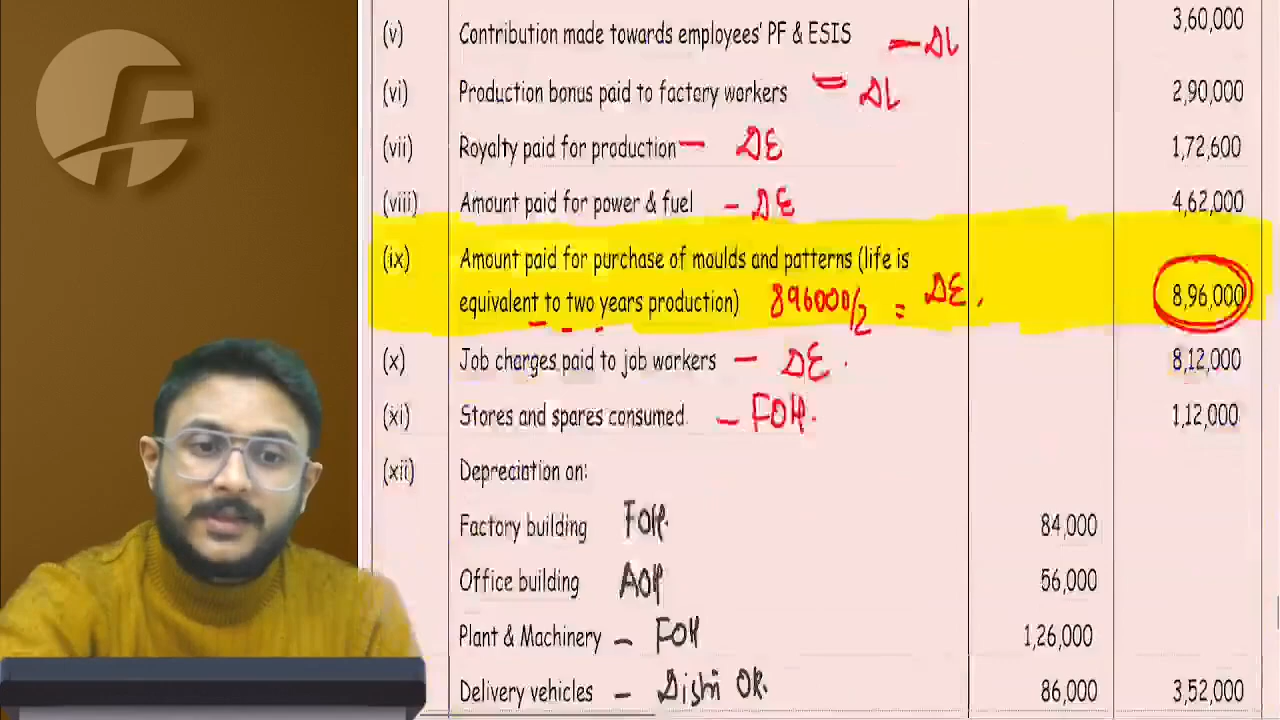 3,60,000
(v) Contribution made towards employees' PF & ESIS — DL
(vi) Production bonus paid to factory workers = DL 2,90,000
(vii) Royalty paid for production — DE 1,72,600
(viii) Amount paid for power & fuel — DE 4,62,000
(ix) Amount paid for purchase of moulds and patterns (life is
equivalent to two years production) 896000/2 = DE. 8,96,000
(x) Job charges paid to job workers — DE. 8,12,000
(xi) Stores and spares consumed. — FOH. 1,12,000
(xii) Depreciation on:
Factory building FOH. 84,000
Office building AOH 56,000
Plant & Machinery — FOH 1,26,000
Delivery vehicles — Distri OH. 86,000 3,52,000